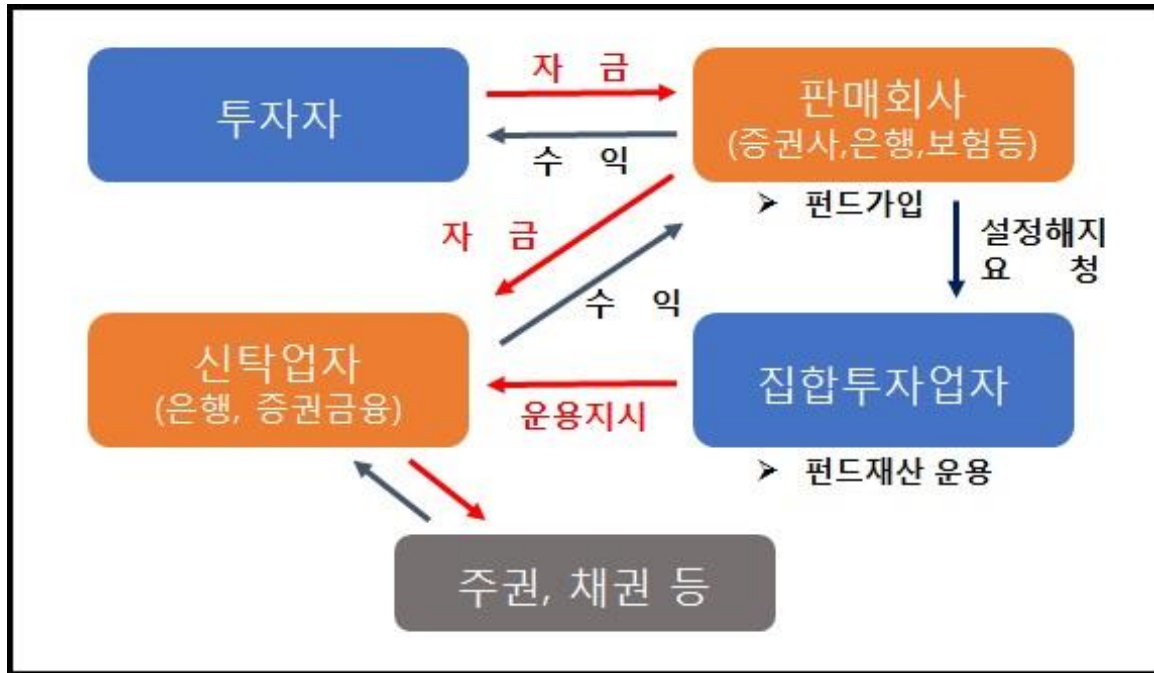 투자자
자 금
수 익
판매회사
(증권사,은행,보험등)
➤ 펀드가입
설정해지
요 청
자 금
수 익
신탁업자
(은행, 증권금융)
운용지시
집합투자업자
➤ 펀드재산 운용
주권, 채권 등